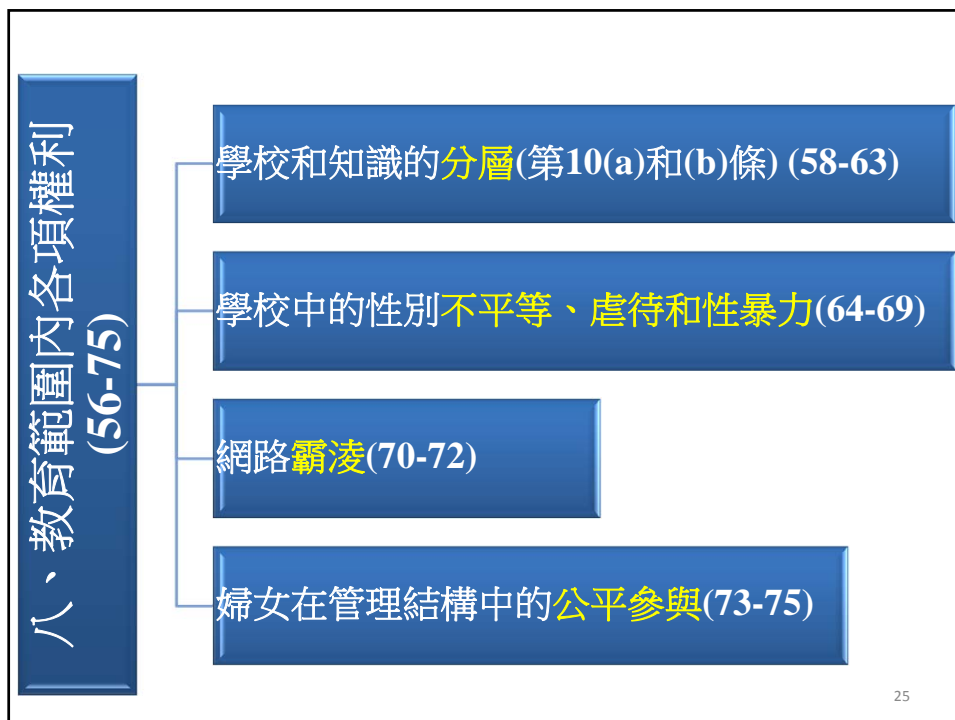 八、教育範圍內各項權利
(56-75)
學校和知識的分層(第10(a)和(b)條) (58-63)
學校中的性別不平等、虐待和性暴力(64-69)
網路霸淩(70-72)
婦女在管理結構中的公平參與(73-75)
25